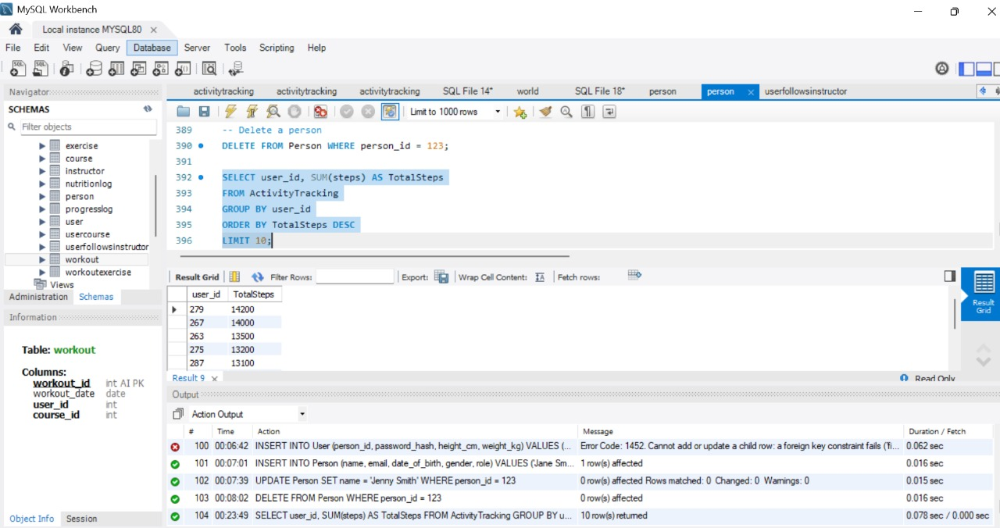 MySQL Workbench
Local instance MYSQL80
File Edit View Query Database Server Tools Scripting Help
Navigator
SCHEMAS
Filter objects
exercise
course
instructor
nutritionlog
person
progresslog
user
usercourse
userfollowsinstructor
workout
workoutexercise
Views
Administration Schemas
Information
Table: workout
Columns:
workout_id int AI PK
workout_date date
user_id int
course_id int
Object Info Session
activitytracking activitytracking activitytracking SQL File 14* world SQL File 18* person person userfollowsinstructor
Limit to 1000 rows
389 -- Delete a person
390 DELETE FROM Person WHERE person_id = 123;
391
392 SELECT user_id, SUM(steps) AS TotalSteps
393 FROM ActivityTracking
394 GROUP BY user_id
395 ORDER BY TotalSteps DESC
396 LIMIT 10;
Result Grid Filter Rows: Export: Wrap Cell Content: Fetch rows:
user_id TotalSteps
279 14200
267 14000
263 13500
275 13200
287 13100
Result Grid
Result 9 Read Only
Output
Action Output
# Time Action Message Duration / Fetch
100 00:06:42 INSERT INTO User (person_id, password_hash, height_cm, weight_kg) VALUES (... Error Code: 1452. Cannot add or update a child row: a foreign key constraint fails (`fi... 0.062 sec
101 00:07:01 INSERT INTO Person (name, email, date_of_birth, gender, role) VALUES ('Jane Sm... 1 row(s) affected 0.016 sec
102 00:07:39 UPDATE Person SET name = 'Jenny Smith' WHERE person_id = 123 0 row(s) affected Rows matched: 0 Changed: 0 Warnings: 0 0.015 sec
103 00:08:02 DELETE FROM Person WHERE person_id = 123 0 row(s) affected 0.016 sec
104 00:23:49 SELECT user_id, SUM(steps) AS TotalSteps FROM ActivityTracking GROUP BY u... 10 row(s) returned 0.078 sec / 0.000 sec